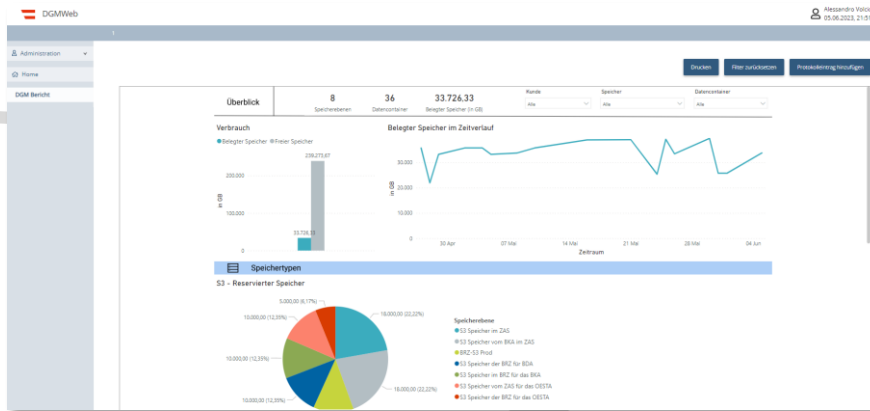 DGMWeb
Alessandro Volcic
05.06.2023, 21:51
1
Administration
Home
DGM Bericht
Drucken
Filter zurücksetzen
Protokolleintrag hinzufügen
Überblick
8
Speicherebenen
36
Datencontainer
33.726,33
Belegter Speicher (in GB)
Kunde
Alle
Speicher
Alle
Datencontainer
Alle
Verbrauch
Belegter Speicher
Freier Speicher
in GB
200.000
100.000
0
239.273,67
33.726,33
0
Belegter Speicher im Zeitverlauf
in GB
30.000
20.000
10.000
0
30 Apr
07 Mai
14 Mai
21 Mai
28 Mai
04 Jun
Zeitraum
Speichertypen
S3 - Reservierter Speicher
5.000,00 (6,17%)
10.000,00 (12,35%)
10.000,00 (12,35%)
10.000,00 (12,35%)
18.000,00 (22,22%)
18.000,00 (22,22%)
Speicherebene
S3 Speicher im ZAS
S3 Speicher vom BKA im ZAS
BRZ-S3 Prod
S3 Speicher der BRZ für BDA
S3 Speicher im BRZ für das BKA
S3 Speicher vom ZAS für das OESTA
S3 Speicher der BRZ für das OESTA